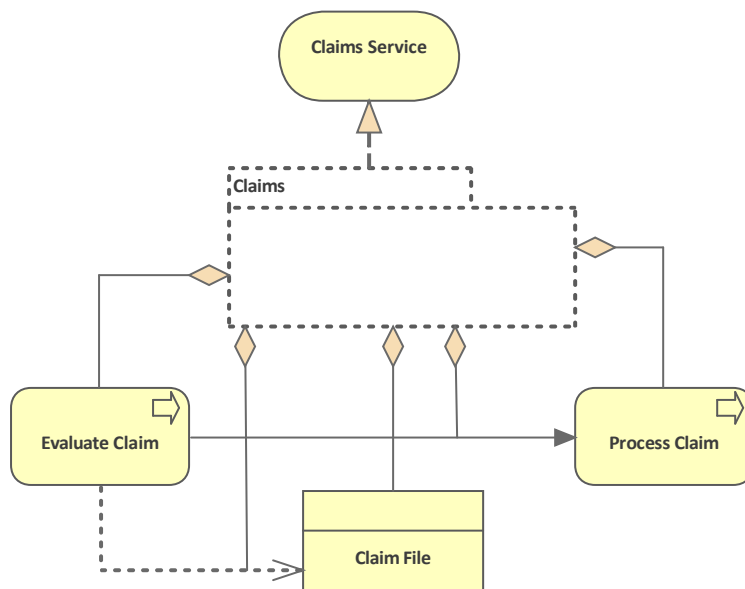 Claims Service
Claims
Evaluate Claim
Process Claim
Claim File